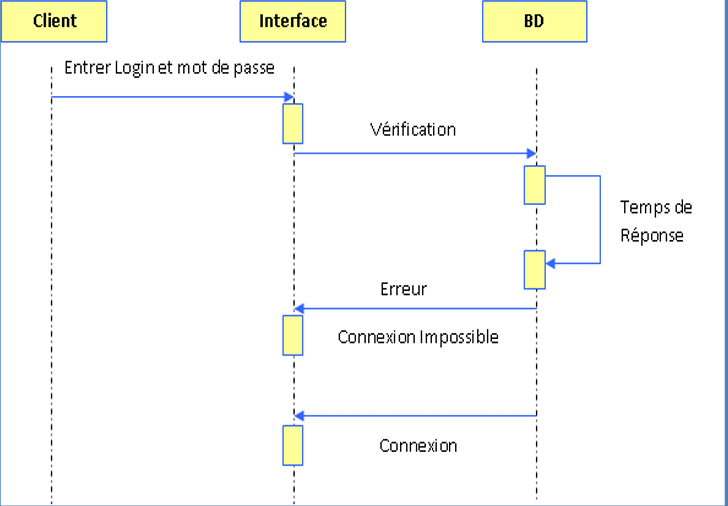 Client
Interface
BD
Entrer Login et mot de passe
Vérification
Temps de
Réponse
Erreur
Connexion Impossible
Connexion